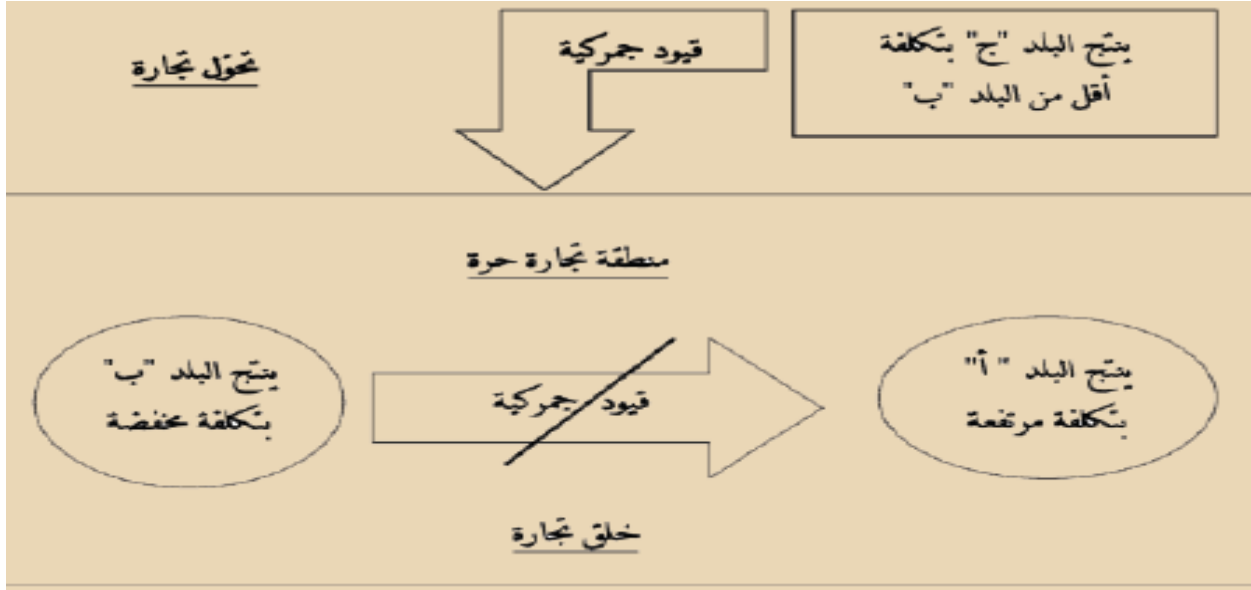 ينتج البلد "ج" بتكلفة
أقل من البلد "ب"
قيود جمركية
تحوّل تجارة
منطقة تجارة حرة
ينتج البلد " أ"
بتكلفة مرتفعة
قيود جمركية
ينتج البلد "ب"
بتكلفة مخفضة
خلق تجارة